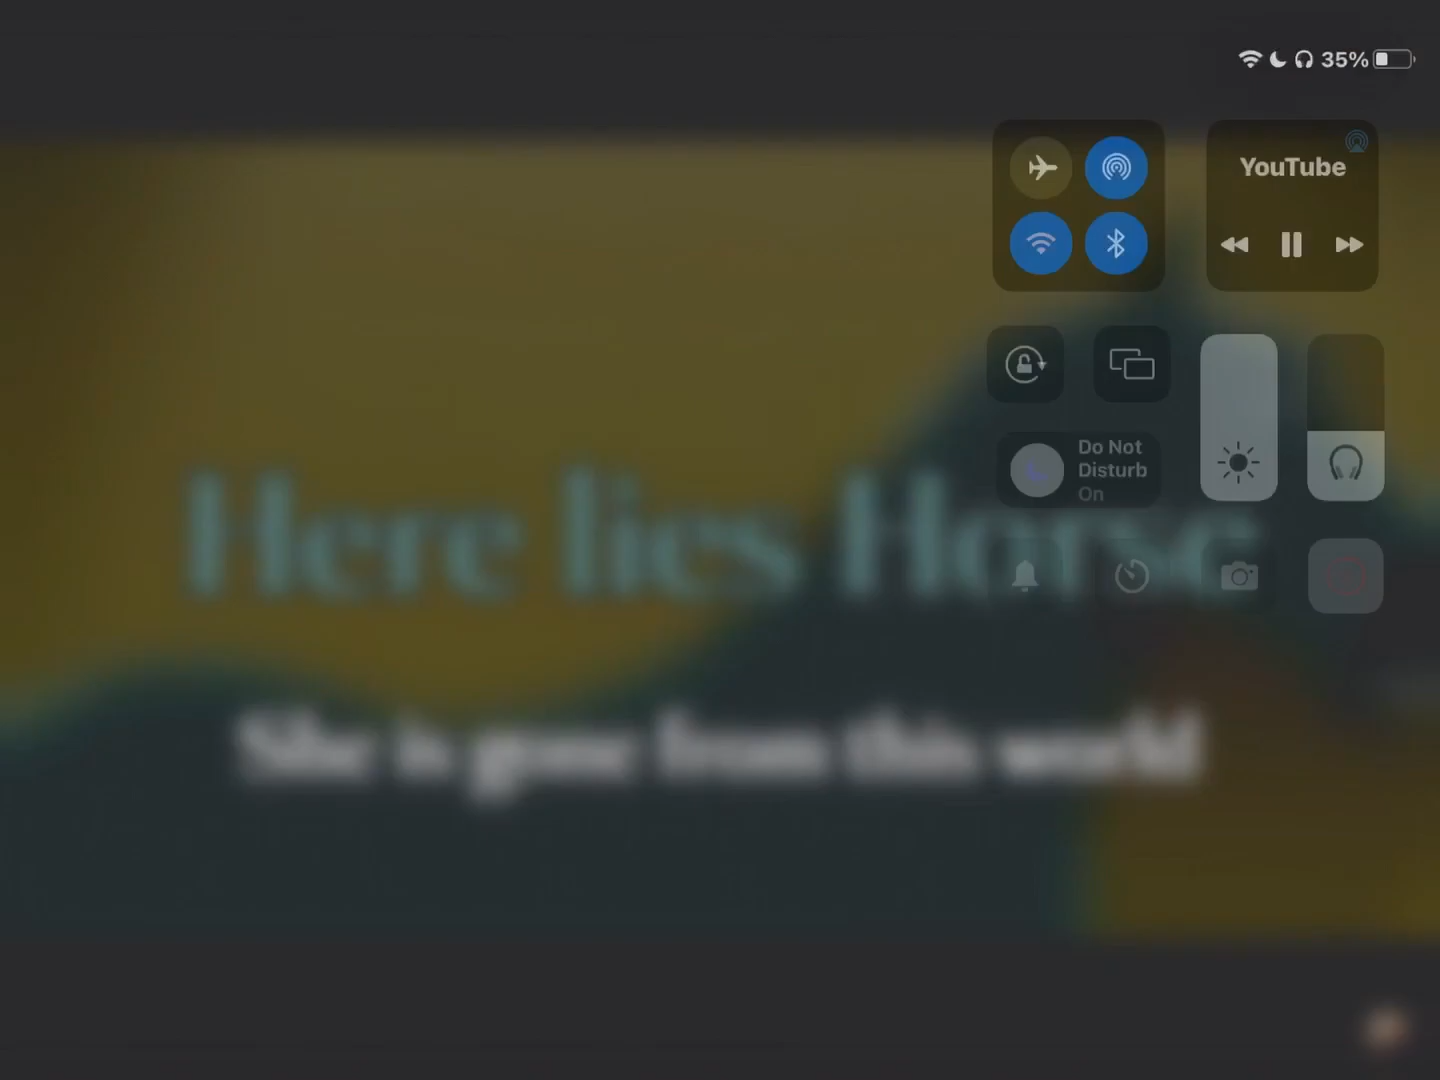 35%
YouTube
Do Not
Disturb
On
Here lies Horse
She is gone from this world